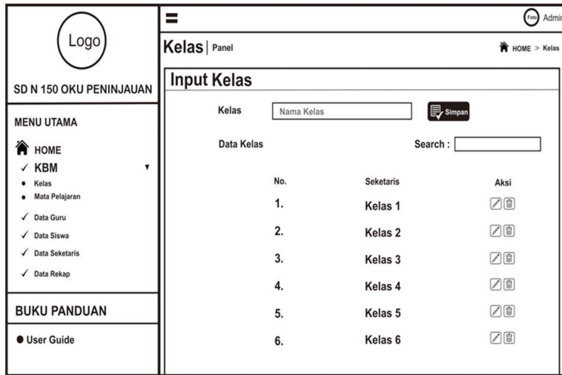 Logo
SD N 150 OKU PENINJAUAN
MENU UTAMA
HOME
KBM
Kelas
Mata Pelajaran
Data Guru
Data Siswa
Data Seketaris
Data Rekap
BUKU PANDUAN
User Guide
Foto Admin
Kelas | Panel
HOME > Kelas
Input Kelas
Kelas Nama Kelas Simpan
Data Kelas Search :
No. Seketaris Aksi
1. Kelas 1
2. Kelas 2
3. Kelas 3
4. Kelas 4
5. Kelas 5
6. Kelas 6